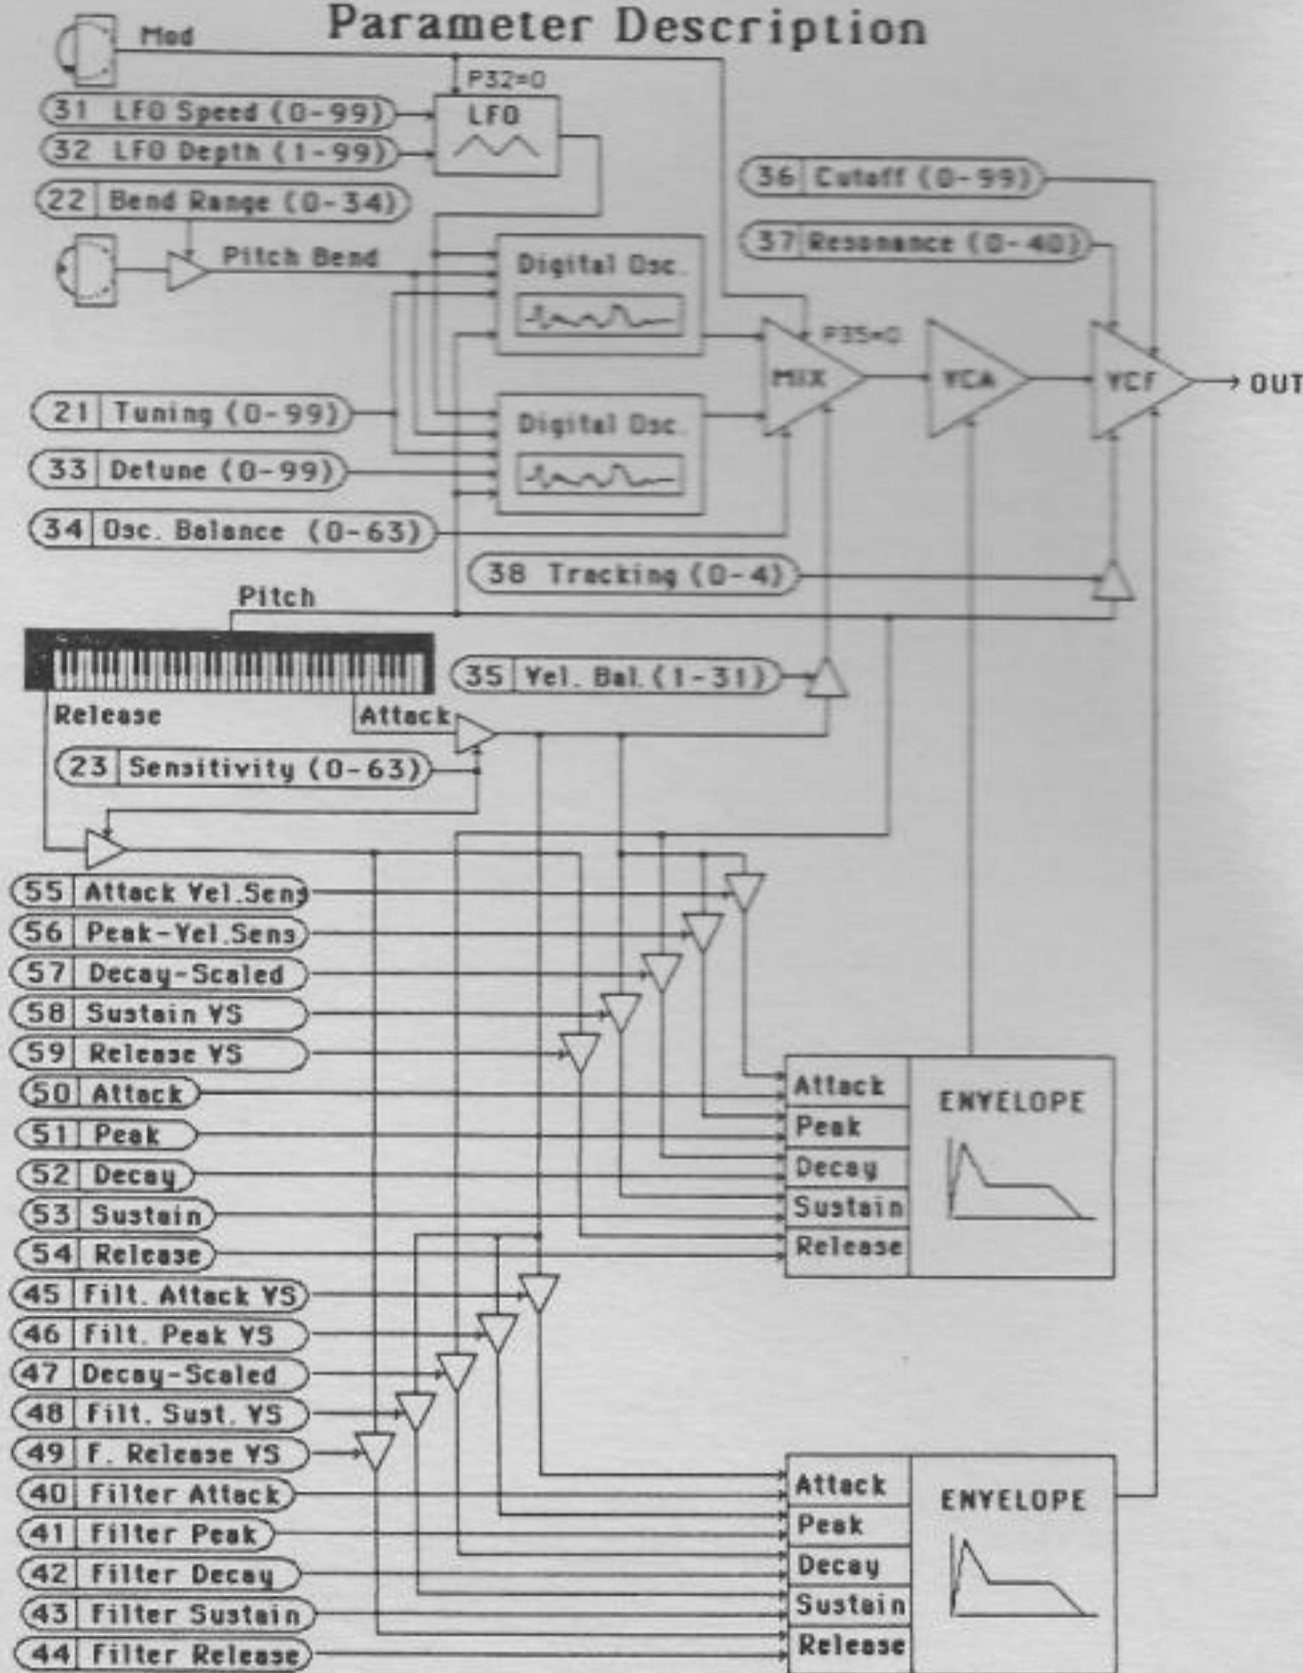 Parameter Description
Mod
P32=0
31 LFO Speed (0-99)
LFO
32 LFO Depth (1-99)
36 Cutoff (0-99)
22 Bend Range (0-34)
37 Resonance (0-40)
Pitch Bend
Digital Osc.
P35=0
MIX
VCA
VCF
OUT
21 Tuning (0-99)
Digital Osc.
33 Detune (0-99)
34 Osc. Balance (0-63)
38 Tracking (0-4)
Pitch
35 Vel. Bal. (1-31)
Release
Attack
23 Sensitivity (0-63)
55 Attack Vel.Sens
56 Peak-Vel.Sens
57 Decay-Scaled
58 Sustain VS
59 Release VS
50 Attack
51 Peak
52 Decay
53 Sustain
54 Release
Attack
Peak
Decay
Sustain
Release
ENVELOPE
45 Filt. Attack VS
46 Filt. Peak VS
47 Decay-Scaled
48 Filt. Sust. VS
49 F. Release VS
40 Filter Attack
41 Filter Peak
42 Filter Decay
43 Filter Sustain
44 Filter Release
Attack
Peak
Decay
Sustain
Release
ENVELOPE